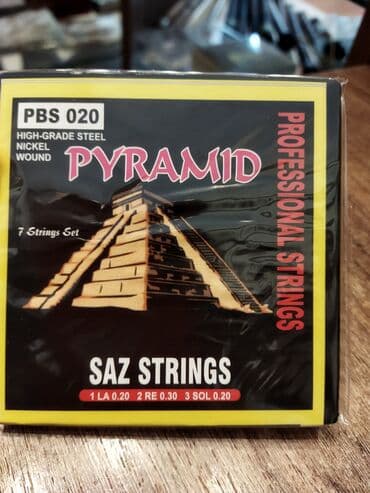 PBS 020
HIGH-GRADE STEEL
NICKEL
WOUND
PYRAMID
PROFESSIONAL STRINGS
7 Strings Set
SAZ STRINGS
1 LA 0.20 2 RE 0.30 3 SOL 0.20